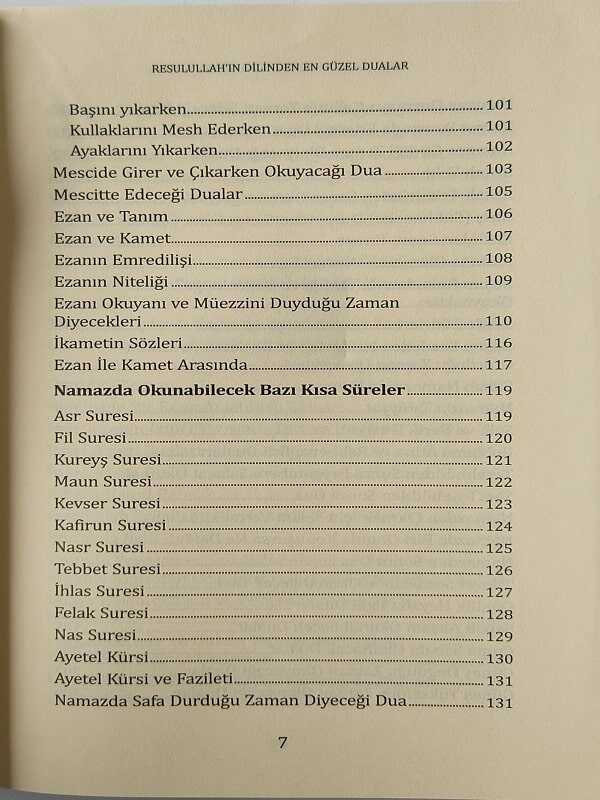 RESULULLAH'IN DİLİNDEN EN GÜZEL DUALAR
Başını yıkarken 101
Kullaklarını Mesh Ederken 101
Ayaklarını Yıkarken 102
Mescide Girer ve Çıkarken Okuyacağı Dua 103
Mescitte Edeceği Dualar 105
Ezan ve Tanım 106
Ezan ve Kamet 107
Ezanın Emredilişi 108
Ezanın Niteliği 109
Ezanı Okuyanı ve Müezzini Duyduğu Zaman
Diyecekleri 110
İkametin Sözleri 116
Ezan İle Kamet Arasında 117
Namazda Okunabilecek Bazı Kısa Süreler 119
Asr Suresi 119
Fil Suresi 120
Kureyş Suresi 121
Maun Suresi 122
Kevser Suresi 123
Kafirun Suresi 124
Nasr Suresi 125
Tebbet Suresi 126
İhlas Suresi 127
Felak Suresi 128
Nas Suresi 129
Ayetel Kürsi 130
Ayetel Kürsi ve Fazileti 131
Namazda Safa Durduğu Zaman Diyeceği Dua 131
7